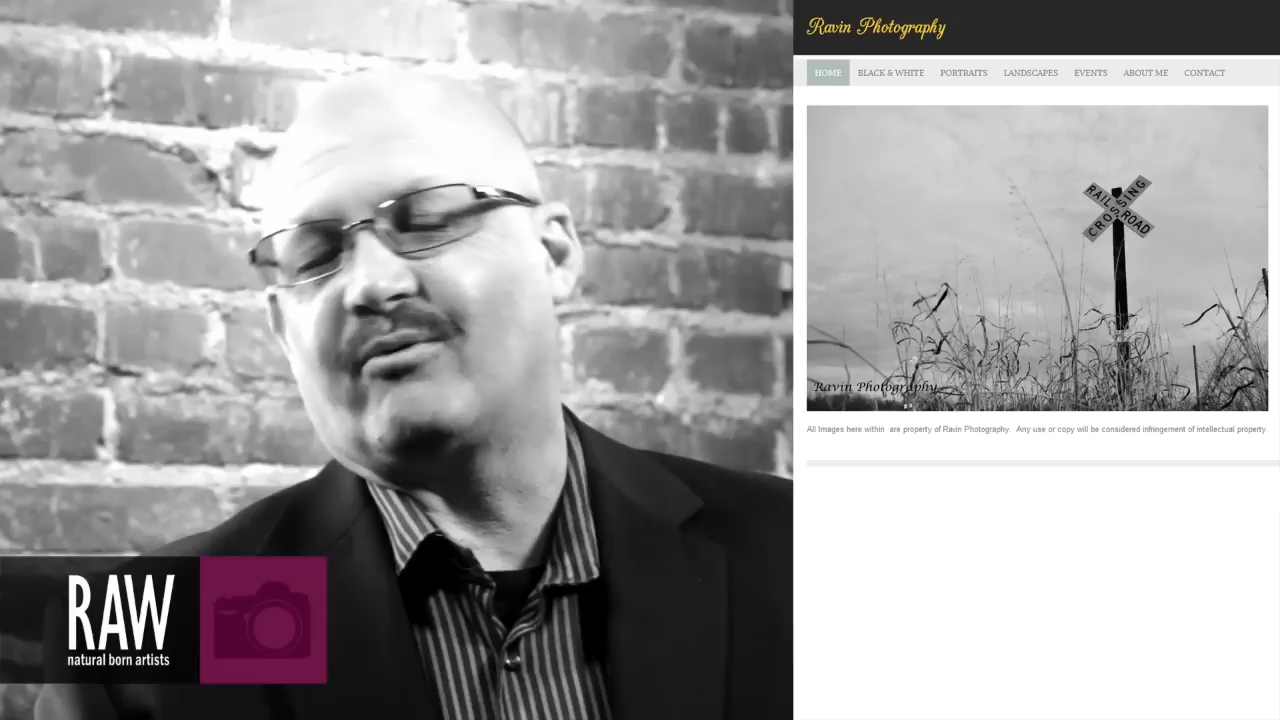 Ravin Photography
HOME BLACK & WHITE PORTRAITS LANDSCAPES EVENTS ABOUT ME CONTACT
RAIL ROAD
CROSSING
Ravin Photography
All Images here within are property of Ravin Photography. Any use or copy will be considered infringement of intellectual property.
RAW
natural born artists